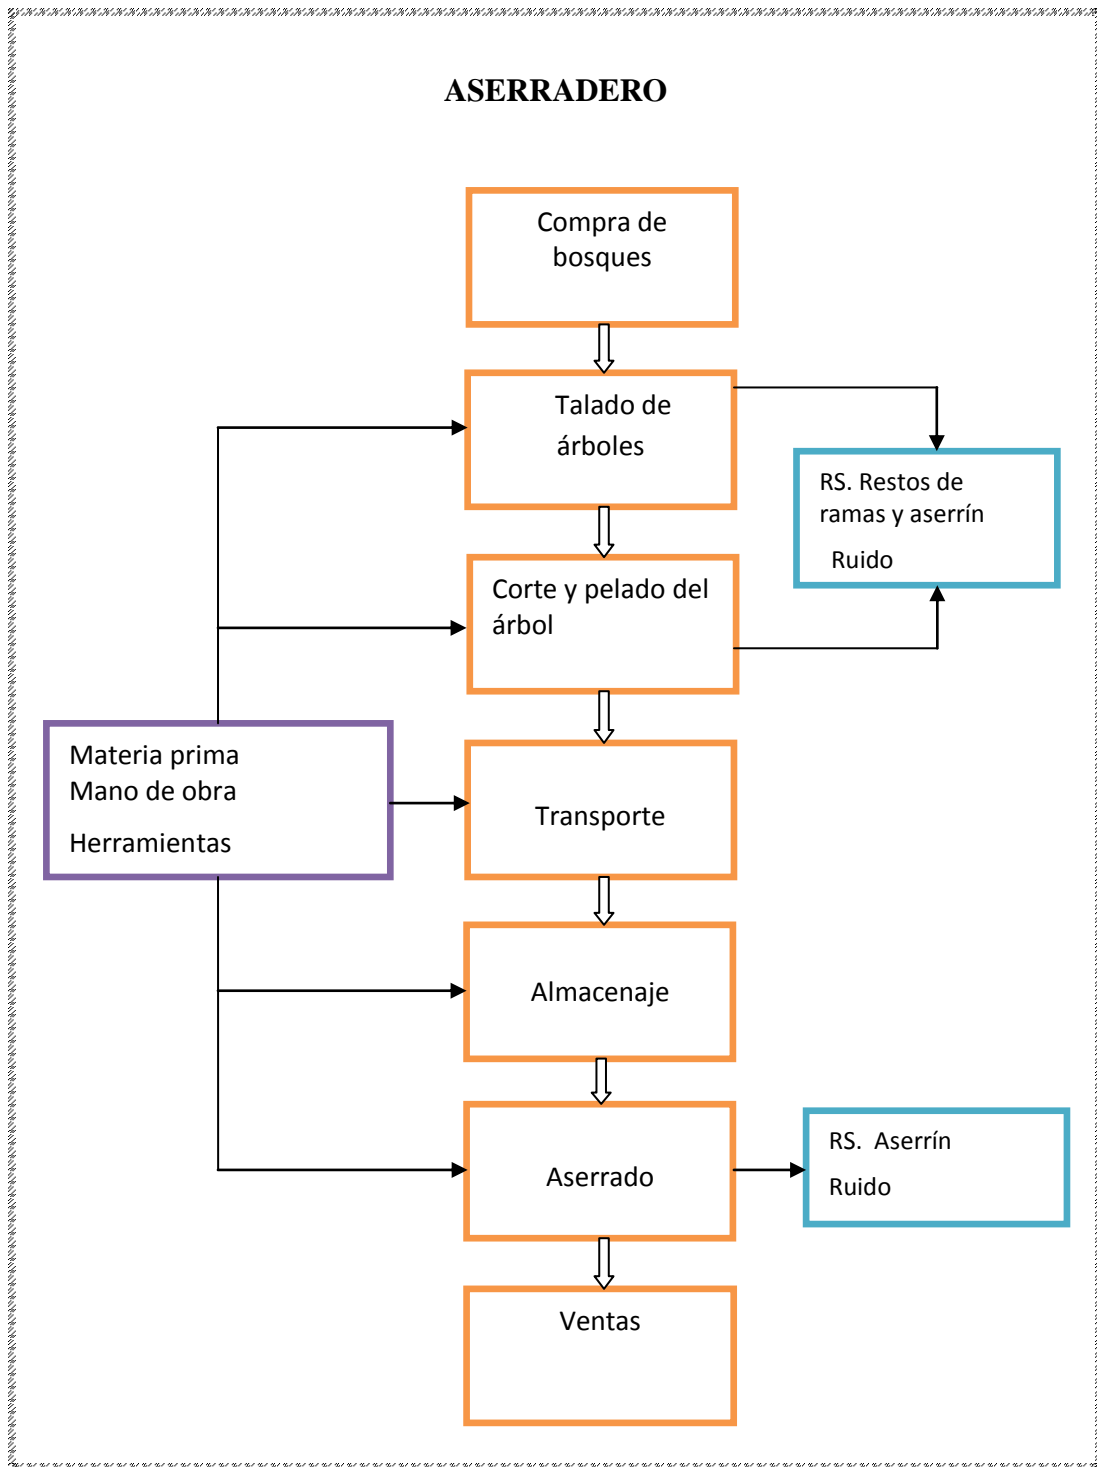 ASERRADERO
Compra de
bosques
Talado de
árboles
RS. Restos de
ramas y aserrín
Ruido
Corte y pelado del
árbol
Materia prima
Mano de obra
Herramientas
Transporte
Almacenaje
Aserrado
RS. Aserrín
Ruido
Ventas